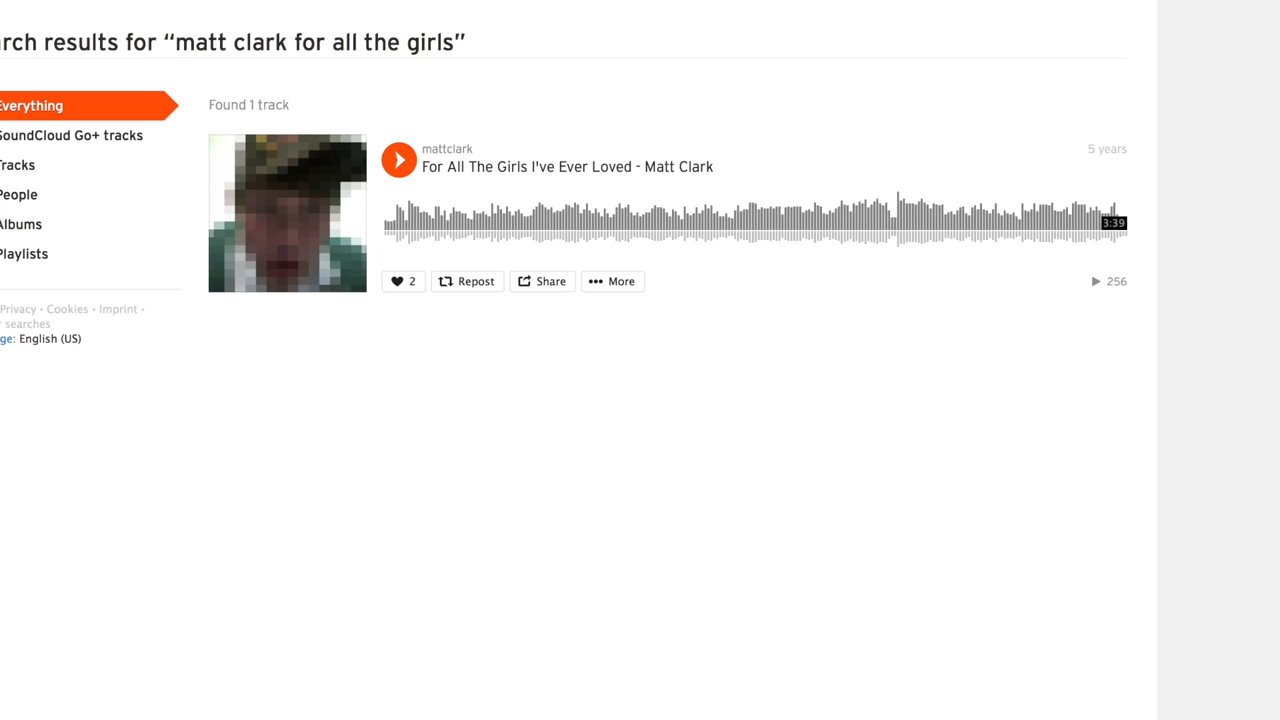 rch results for “matt clark for all the girls”
Everything
SoundCloud Go+ tracks
Tracks
People
Albums
Playlists
Privacy - Cookies - Imprint -
searches
ge: English (US)
Found 1 track
mattclark
5 years
For All The Girls I've Ever Loved - Matt Clark
3:39
2 Repost Share More
256